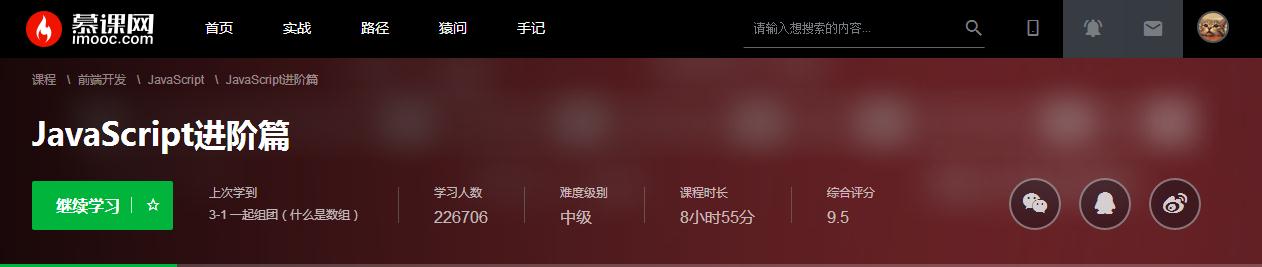 慕课网
imooc.com
首页 实战 路径 猿问 手记
请输入想搜索的内容...
课程 \ 前端开发 \ JavaScript \ JavaScript进阶篇
JavaScript进阶篇
继续学习
上次学到
3-1 一起组团（什么是数组）
学习人数
226706
难度级别
中级
课程时长
8小时55分
综合评分
9.5